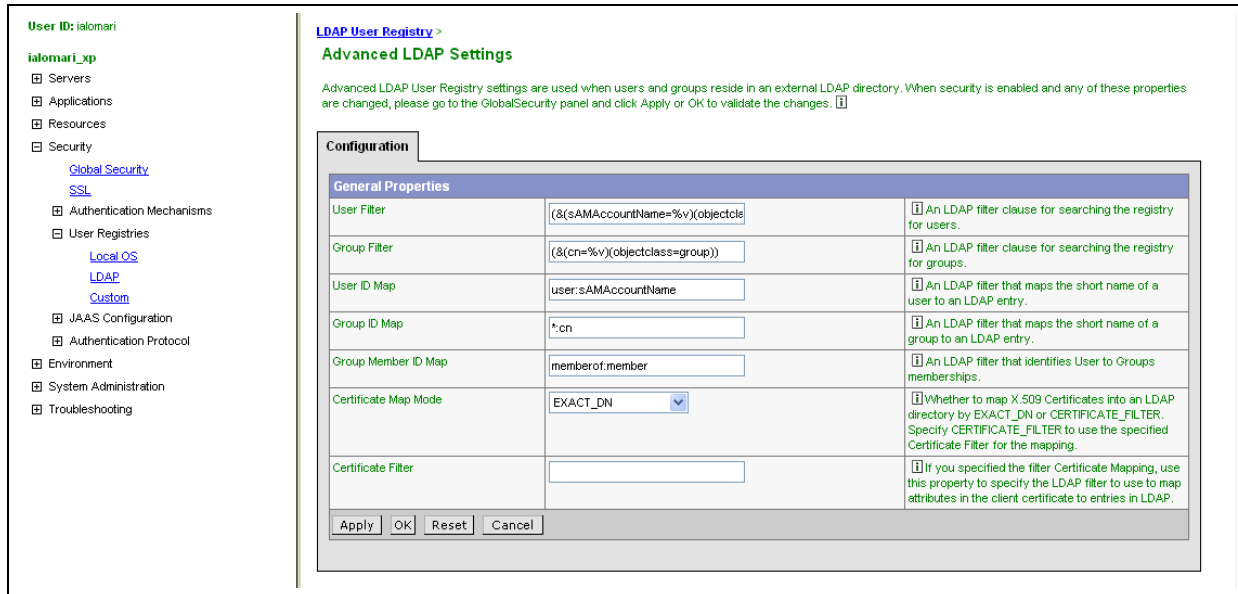 User ID: ialomari
ialomari_xp
Servers
Applications
Resources
Security
Global Security
SSL
Authentication Mechanisms
User Registries
Local OS
LDAP
Custom
JAAS Configuration
Authentication Protocol
Environment
System Administration
Troubleshooting
LDAP User Registry >
Advanced LDAP Settings
Advanced LDAP User Registry settings are used when users and groups reside in an external LDAP directory. When security is enabled and any of these properties
are changed, please go to the GlobalSecurity panel and click Apply or OK to validate the changes. i
Configuration
General Properties
User Filter
(&(sAMAccountName=%v)(objectcla
i An LDAP filter clause for searching the registry
for users.
Group Filter
(&(cn=%v)(objectclass=group))
i An LDAP filter clause for searching the registry
for groups.
User ID Map
user:sAMAccountName
i An LDAP filter that maps the short name of a
user to an LDAP entry.
Group ID Map
*:cn
i An LDAP filter that maps the short name of a
group to an LDAP entry.
Group Member ID Map
memberof:member
i An LDAP filter that identifies User to Groups
memberships.
Certificate Map Mode
EXACT_DN
i Whether to map X.509 Certificates into an LDAP
directory by EXACT_DN or CERTIFICATE_FILTER.
Specify CERTIFICATE_FILTER to use the specified
Certificate Filter for the mapping.
Certificate Filter
i If you specified the filter Certificate Mapping, use
this property to specify the LDAP filter to use to map
attributes in the client certificate to entries in LDAP.
Apply OK Reset Cancel